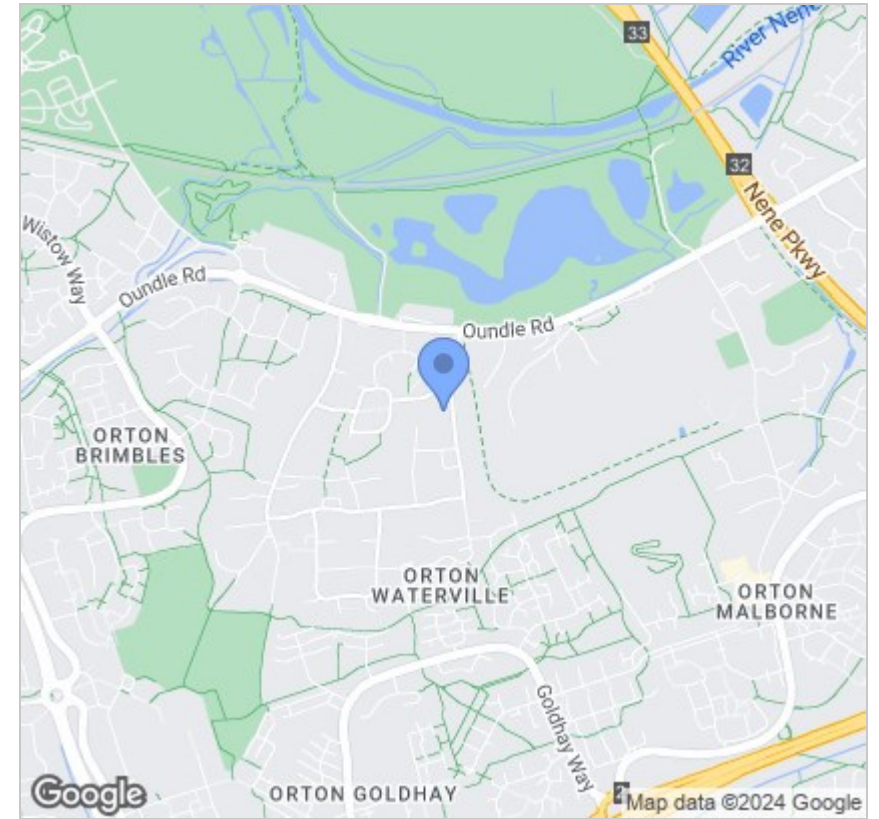 33
River Nene
32
Nene Pkwy
Wistow Way
Oundle Rd
Oundle Rd
ORTON
BRIMBLES
ORTON
WATERVILLE
ORTON
MALBORNE
Goldhay Way
ORTON GOLDHAY
Google
Map data ©2024 Google